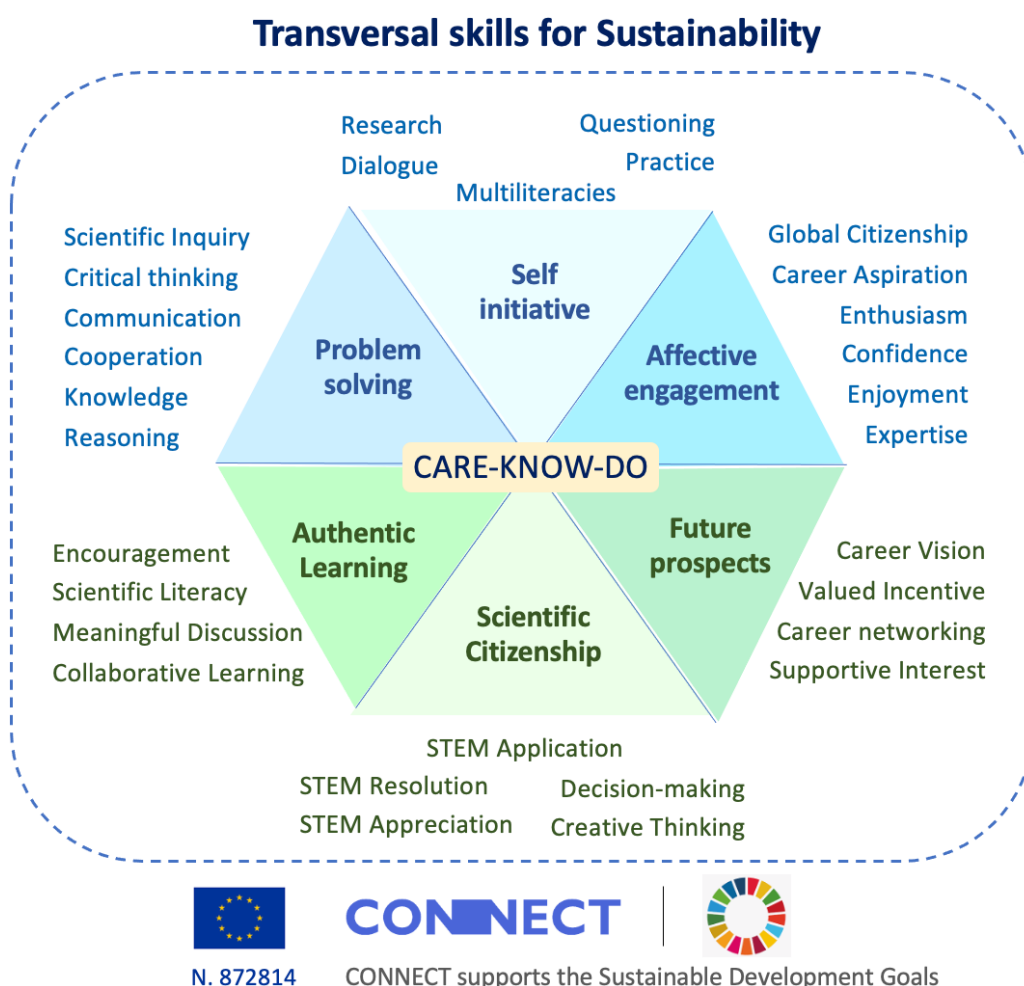 Transversal skills for Sustainability
Research
Dialogue
Multiliteracies
Questioning
Practice
Scientific Inquiry
Critical thinking
Communication
Cooperation
Knowledge
Reasoning
Problem
solving
Self
initiative
Affective
engagement
Global Citizenship
Career Aspiration
Enthusiasm
Confidence
Enjoyment
Expertise
CARE-KNOW-DO
Encouragement
Scientific Literacy
Meaningful Discussion
Collaborative Learning
Authentic
Learning
Scientific
Citizenship
Future
prospects
Career Vision
Valued Incentive
Career networking
Supportive Interest
STEM Application
STEM Resolution
STEM Appreciation
Decision-making
Creative Thinking
CONNECT
N. 872814
CONNECT supports the Sustainable Development Goals